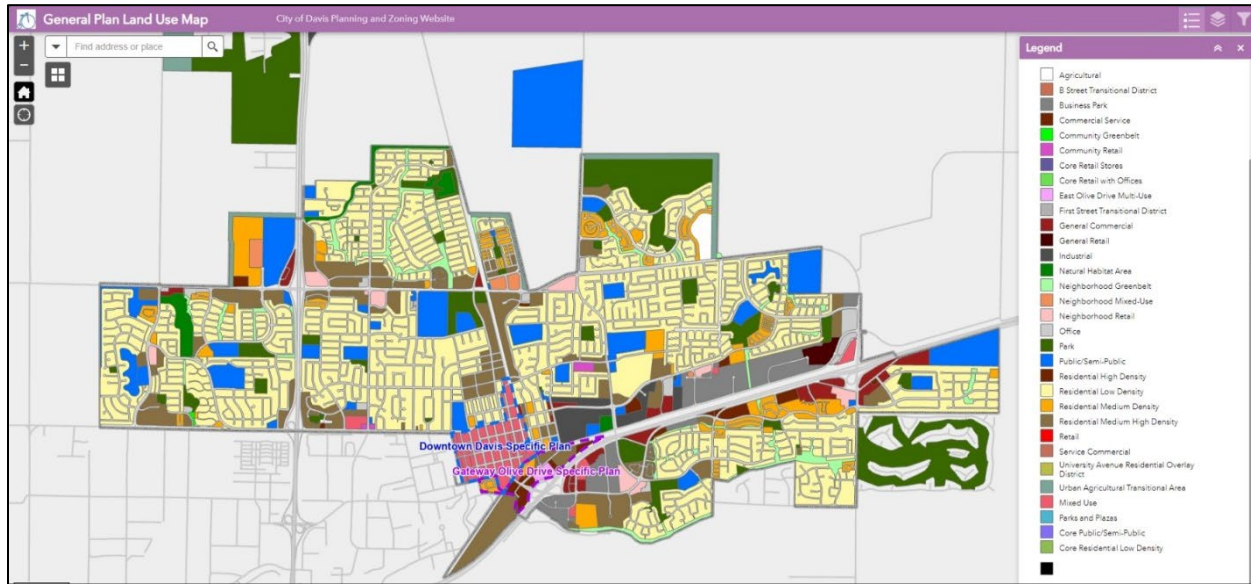 General Plan Land Use Map
City of Davis Planning and Zoning Website
+
−
Find address or place
Downtown Davis Specific Plan
Gateway Olive Drive Specific Plan
Legend
Agricultural
B Street Transitional District
Business Park
Commercial Service
Community Greenbelt
Community Retail
Core Retail Stores
Core Retail with Offices
East Olive Drive Multi-Use
First Street Transitional District
General Commercial
General Retail
Industrial
Natural Habitat Area
Neighborhood Greenbelt
Neighborhood Mixed-Use
Neighborhood Retail
Office
Park
Public/Semi-Public
Residential High Density
Residential Low Density
Residential Medium Density
Residential Medium High Density
Retail
Service Commercial
University Avenue Residential Overlay
District
Urban Agricultural Transitional Area
Mixed Use
Parks and Plazas
Core Public/Semi-Public
Core Residential Low Density